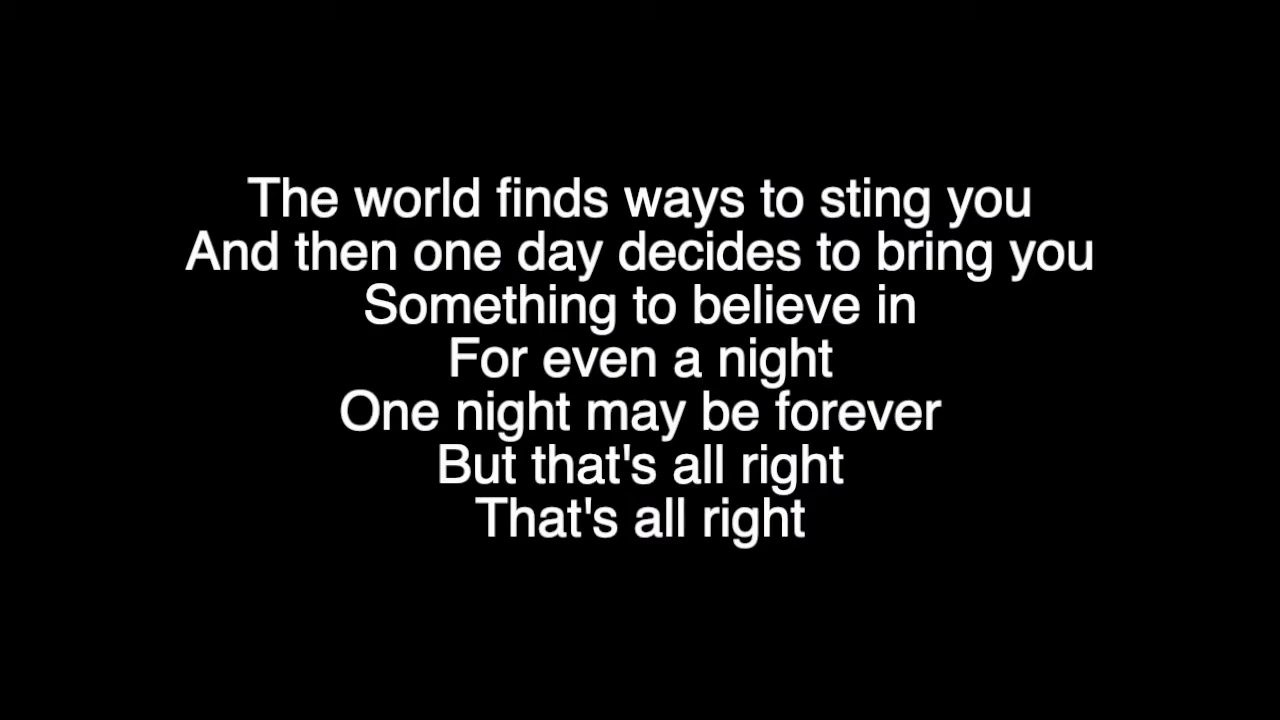 The world finds ways to sting you
And then one day decides to bring you
Something to believe in
For even a night
One night may be forever
But that's all right
That's all right